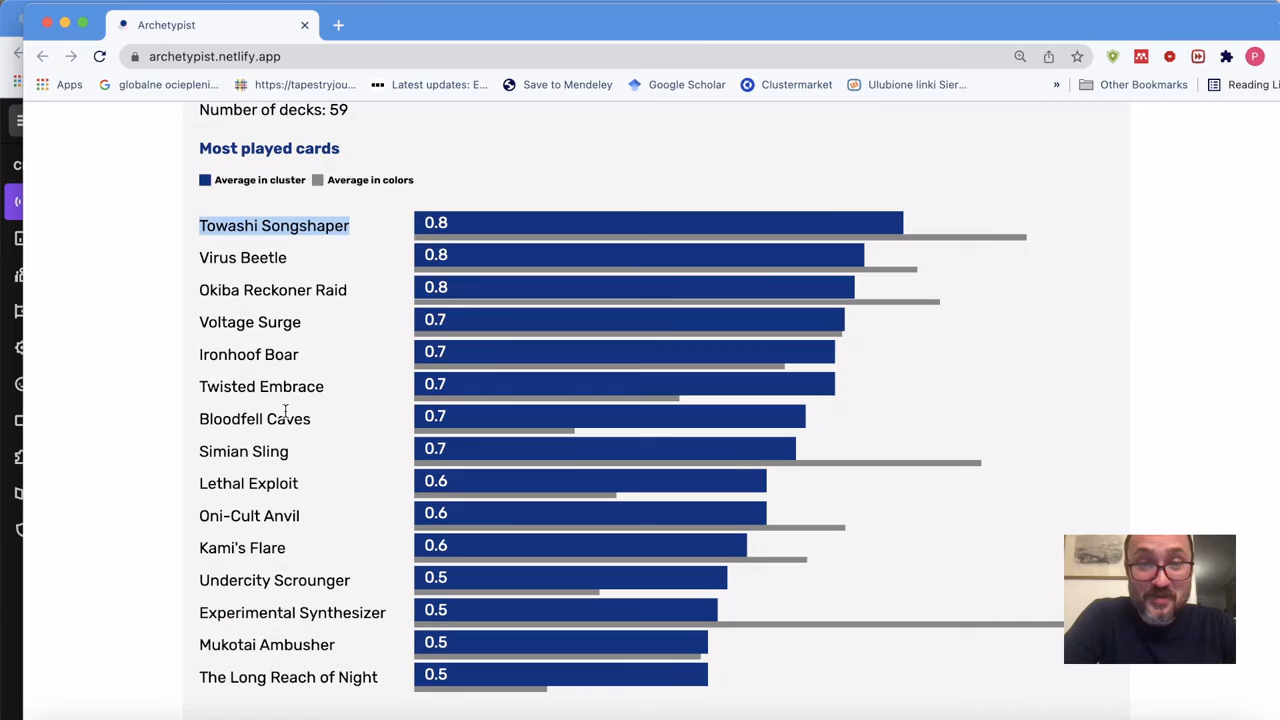 Archetypist
archetypist.netlify.app
P
Apps
globalne ociepleni...
https://tapestryjou...
Latest updates: E...
Save to Mendeley
Google Scholar
Clustermarket
Ulubione linki Sier...
»
Other Bookmarks
Reading Li
Number of decks: 59
Most played cards
Average in cluster Average in colors
Towashi Songshaper 0.8
Virus Beetle 0.8
Okiba Reckoner Raid 0.8
Voltage Surge 0.7
Ironhoof Boar 0.7
Twisted Embrace 0.7
Bloodfell Caves 0.7
Simian Sling 0.7
Lethal Exploit 0.6
Oni-Cult Anvil 0.6
Kami's Flare 0.6
Undercity Scrounger 0.5
Experimental Synthesizer 0.5
Mukotai Ambusher 0.5
The Long Reach of Night 0.5